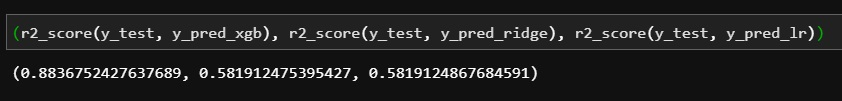 (r2_score(y_test, y_pred_xgb), r2_score(y_test, y_pred_ridge), r2_score(y_test, y_pred_lr))
(0.8836752427637689, 0.581912475395427, 0.5819124867684591)